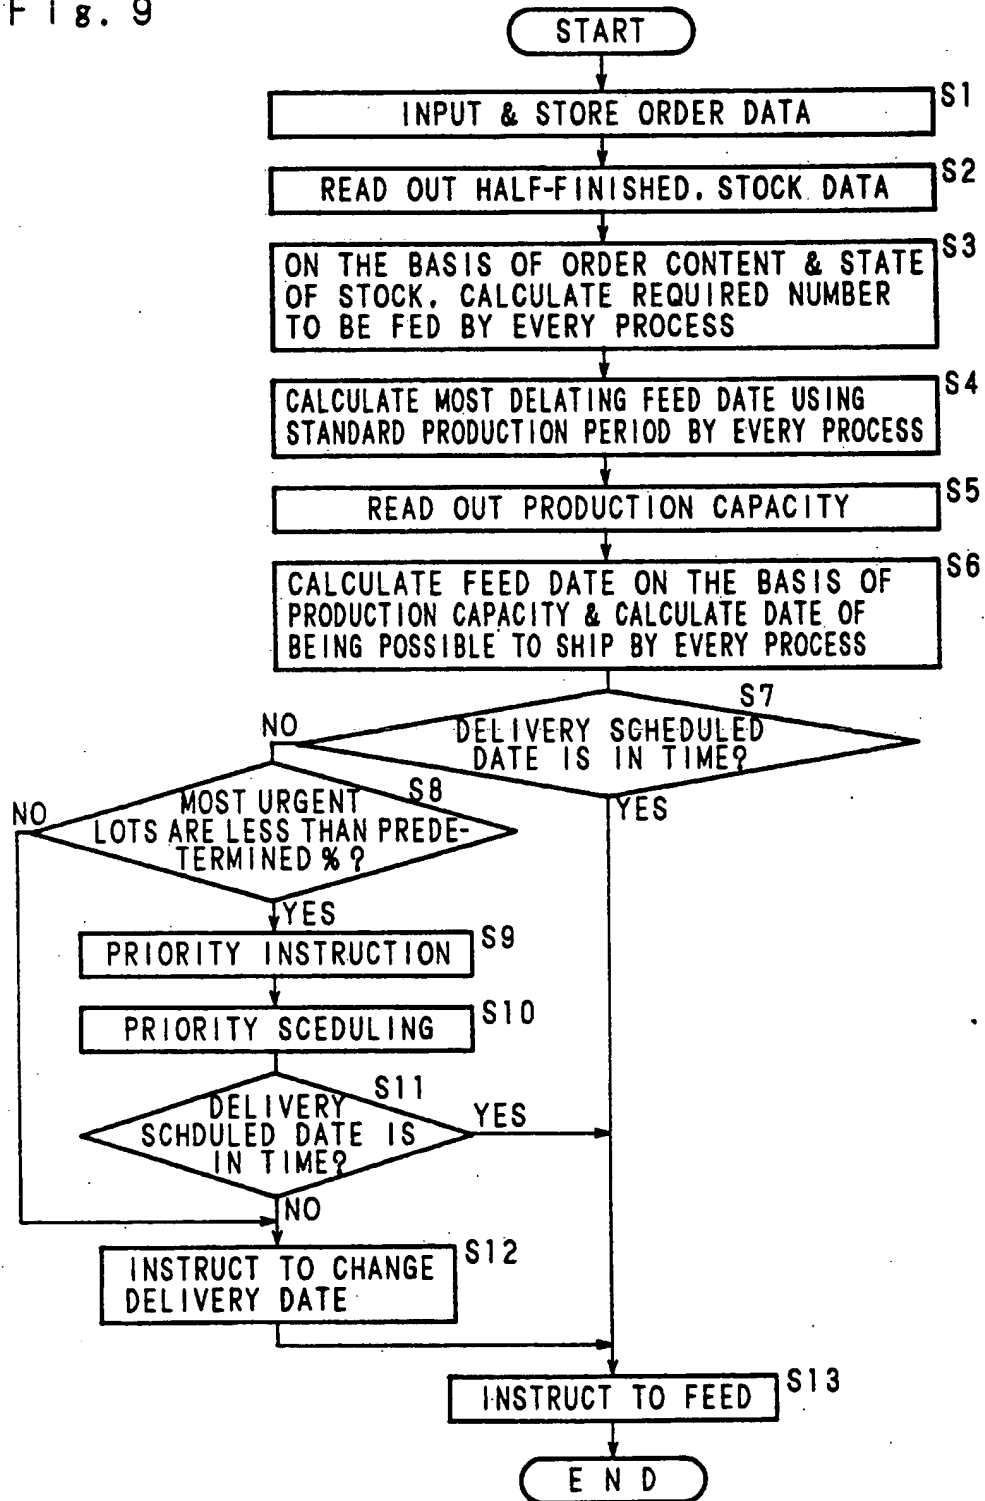 Fig. 9
START
S1
INPUT & STORE ORDER DATA
S2
READ OUT HALF-FINISHED. STOCK DATA
S3
ON THE BASIS OF ORDER CONTENT & STATE
OF STOCK. CALCULATE REQUIRED NUMBER
TO BE FED BY EVERY PROCESS
S4
CALCULATE MOST DELATING FEED DATE USING
STANDARD PRODUCTION PERIOD BY EVERY PROCESS
S5
READ OUT PRODUCTION CAPACITY
S6
CALCULATE FEED DATE ON THE BASIS OF
PRODUCTION CAPACITY & CALCULATE DATE OF
BEING POSSIBLE TO SHIP BY EVERY PROCESS
S7
NO
DELIVERY SCHEDULED
DATE IS IN TIME?
YES
S8
NO
MOST URGENT
LOTS ARE LESS THAN PREDE-
TERMINED % ?
YES
S9
PRIORITY INSTRUCTION
S10
PRIORITY SCEDULING
S11
DELIVERY
SCHDULED DATE IS
IN TIME?
YES
NO
S12
INSTRUCT TO CHANGE
DELIVERY DATE
S13
INSTRUCT TO FEED
END